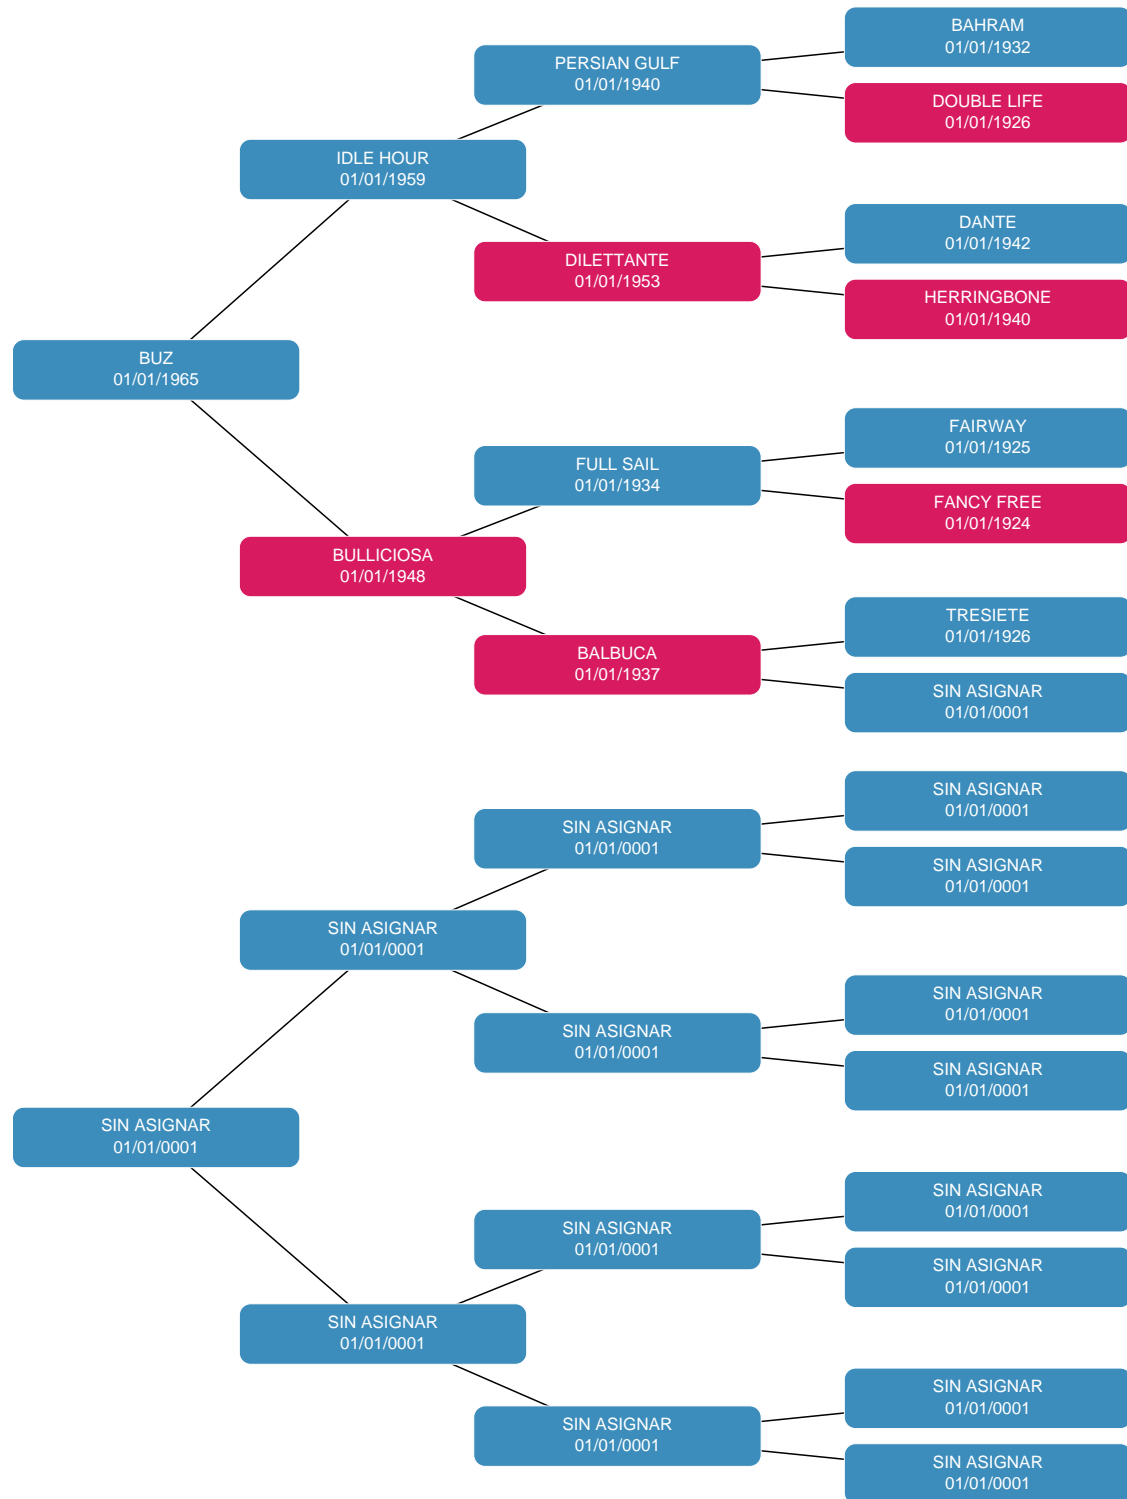 BAHRAM
01/01/1932
PERSIAN GULF
01/01/1940
DOUBLE LIFE
01/01/1926
IDLE HOUR
01/01/1959
DANTE
01/01/1942
DILETTANTE
01/01/1953
HERRINGBONE
01/01/1940
BUZ
01/01/1965
FAIRWAY
01/01/1925
FULL SAIL
01/01/1934
FANCY FREE
01/01/1924
BULLICIOSA
01/01/1948
TRESIETE
01/01/1926
BALBUCA
01/01/1937
SIN ASIGNAR
01/01/0001
SIN ASIGNAR
01/01/0001
SIN ASIGNAR
01/01/0001
SIN ASIGNAR
01/01/0001
SIN ASIGNAR
01/01/0001
SIN ASIGNAR
01/01/0001
SIN ASIGNAR
01/01/0001
SIN ASIGNAR
01/01/0001
SIN ASIGNAR
01/01/0001
SIN ASIGNAR
01/01/0001
SIN ASIGNAR
01/01/0001
SIN ASIGNAR
01/01/0001
SIN ASIGNAR
01/01/0001
SIN ASIGNAR
01/01/0001
SIN ASIGNAR
01/01/0001
SIN ASIGNAR
01/01/0001